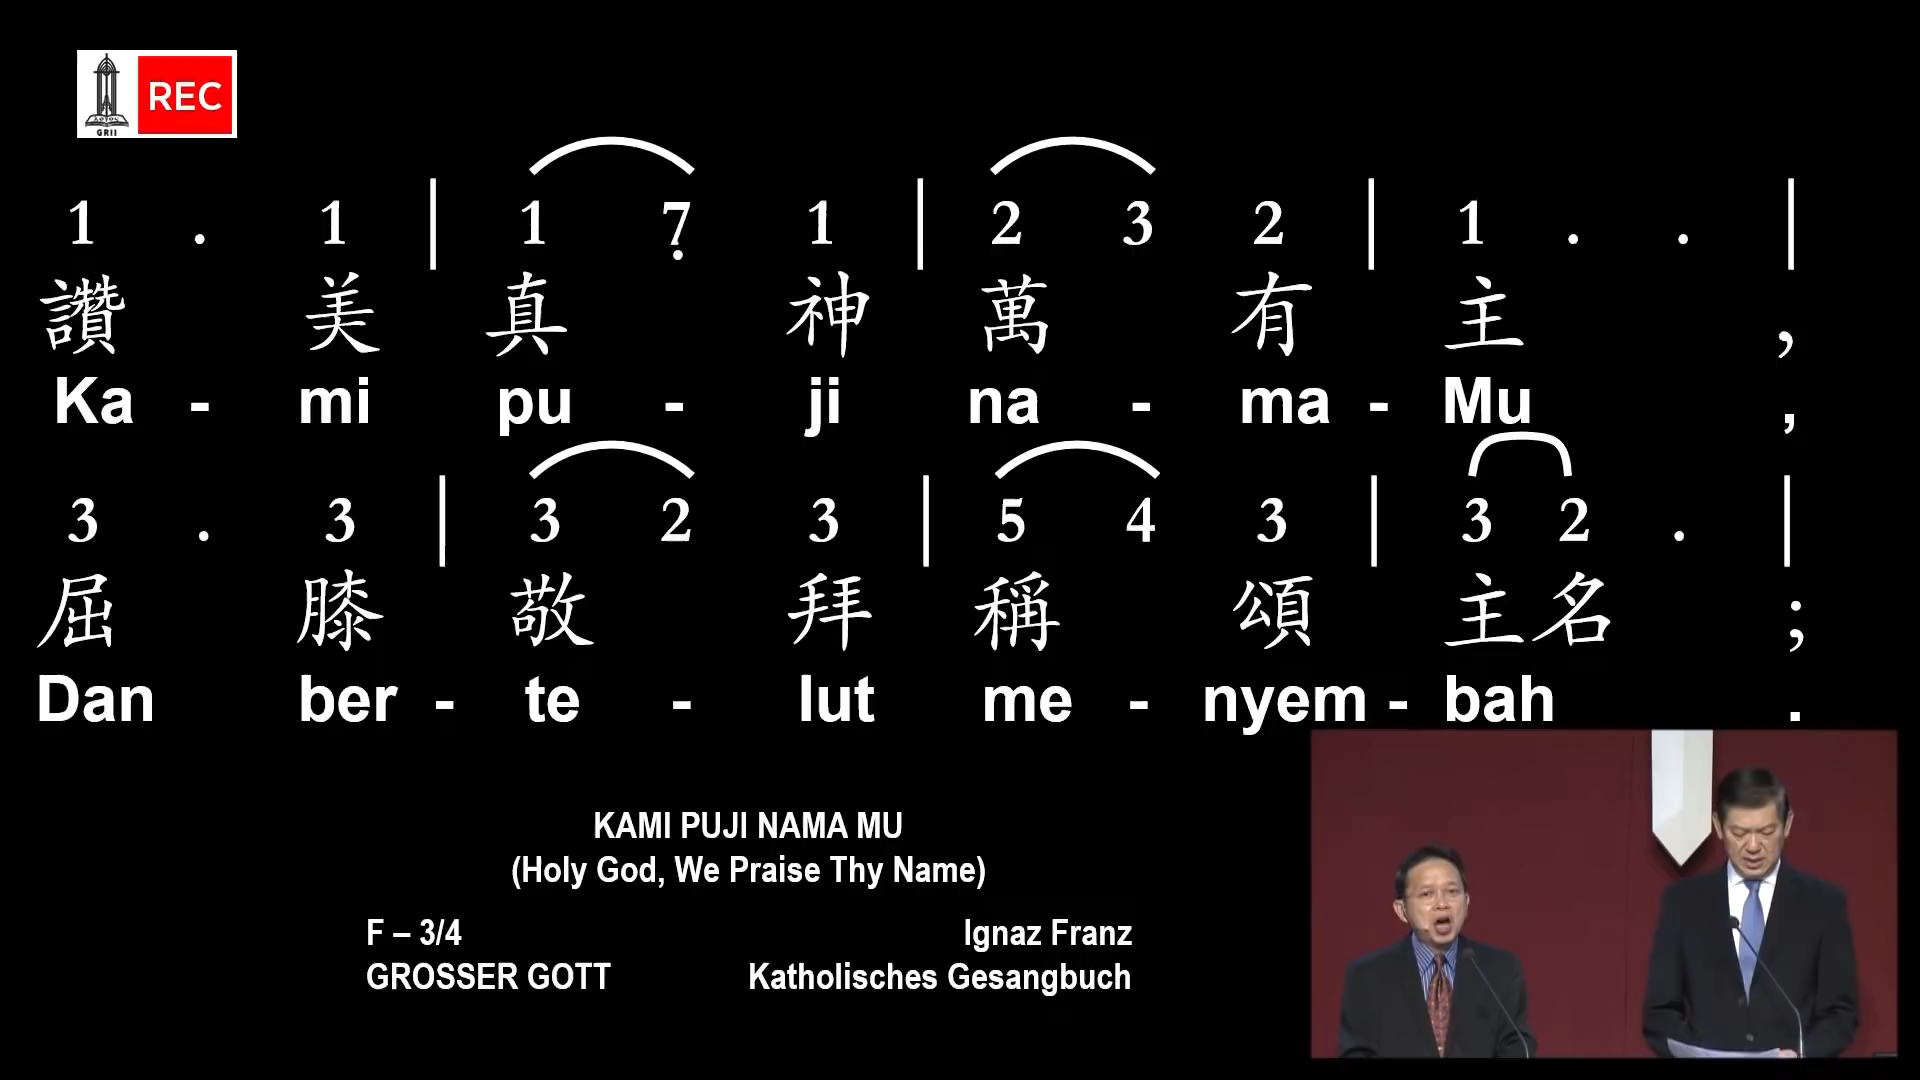 REC
GRII
1 . 1 | 1 7̣ 1 | 2 3 2 | 1 . . |
讚 美 真 神 萬 有 主 ，
Ka - mi pu - ji na - ma - Mu ,
3 . 3 | 3 2 3 | 5 4 3 | 3 2 . |
屈 膝 敬 拜 稱 頌 主 名 ；
Dan ber - te - lut me - nyem - bah .
KAMI PUJI NAMA MU
(Holy God, We Praise Thy Name)
F – 3/4 Ignaz Franz
GROSSER GOTT Katholisches Gesangbuch